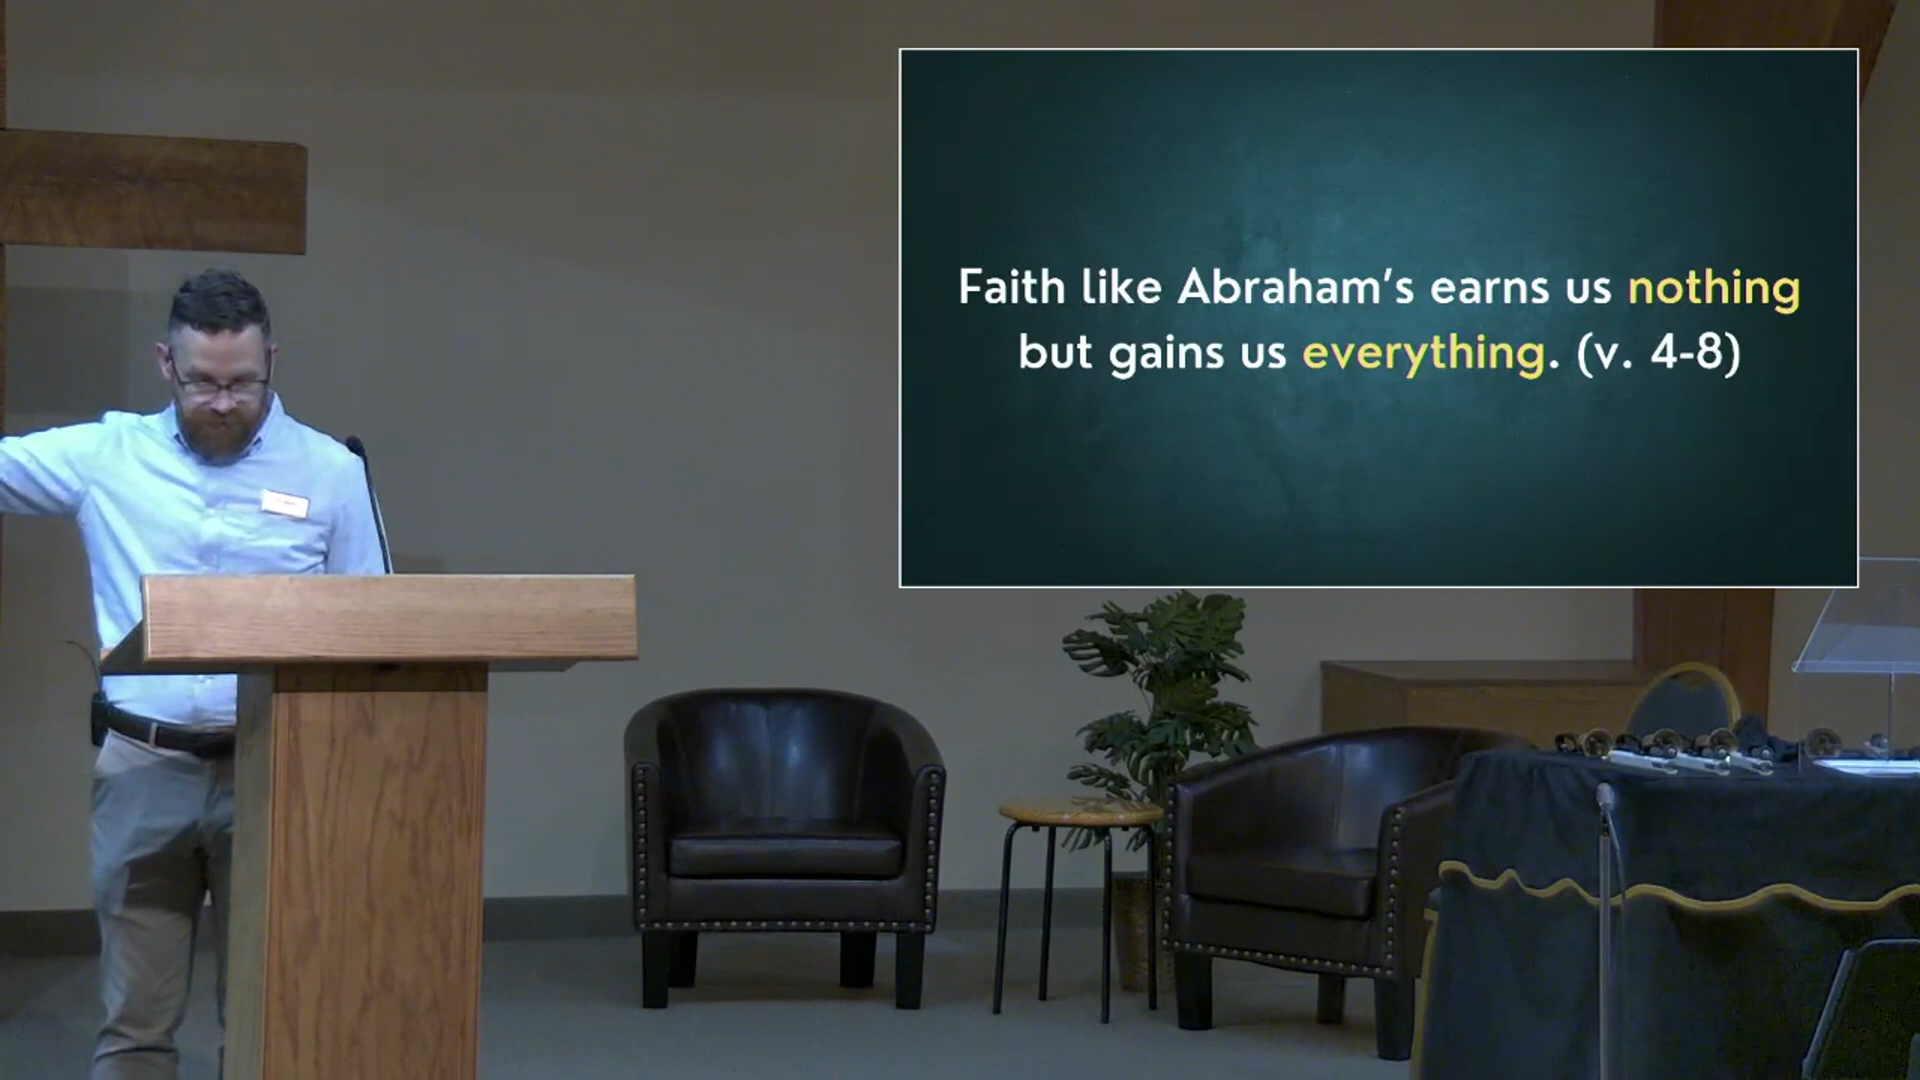 Faith like Abraham's earns us nothing
but gains us everything. (v. 4-8)